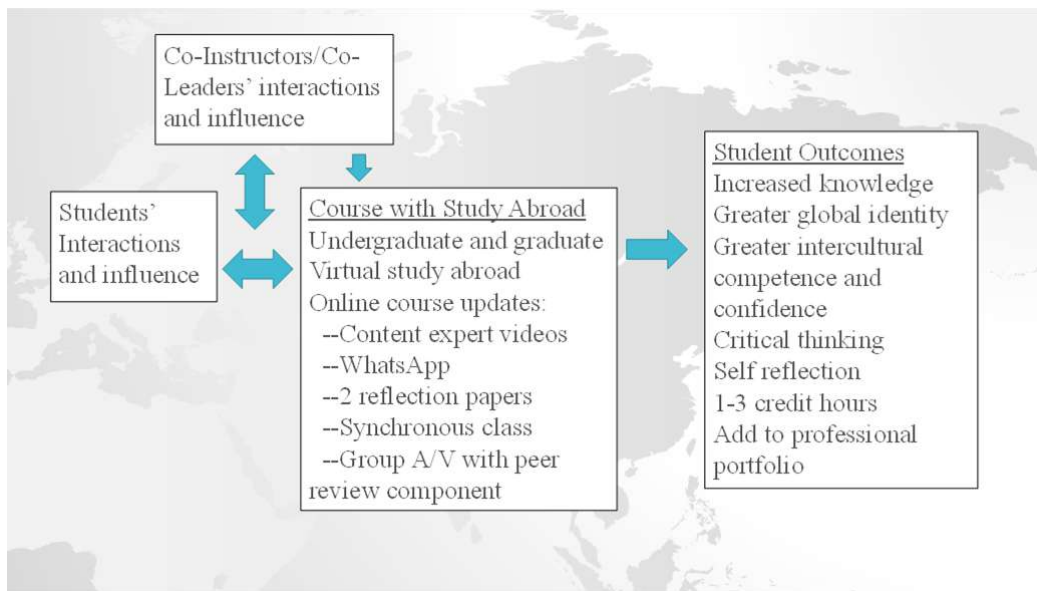 Co-Instructors/Co-
Leaders’ interactions
and influence
Students’
Interactions
and influence
Course with Study Abroad
Undergraduate and graduate
Virtual study abroad
Online course updates:
--Content expert videos
--WhatsApp
--2 reflection papers
--Synchronous class
--Group A/V with peer
review component
Student Outcomes
Increased knowledge
Greater global identity
Greater intercultural
competence and
confidence
Critical thinking
Self reflection
1-3 credit hours
Add to professional
portfolio